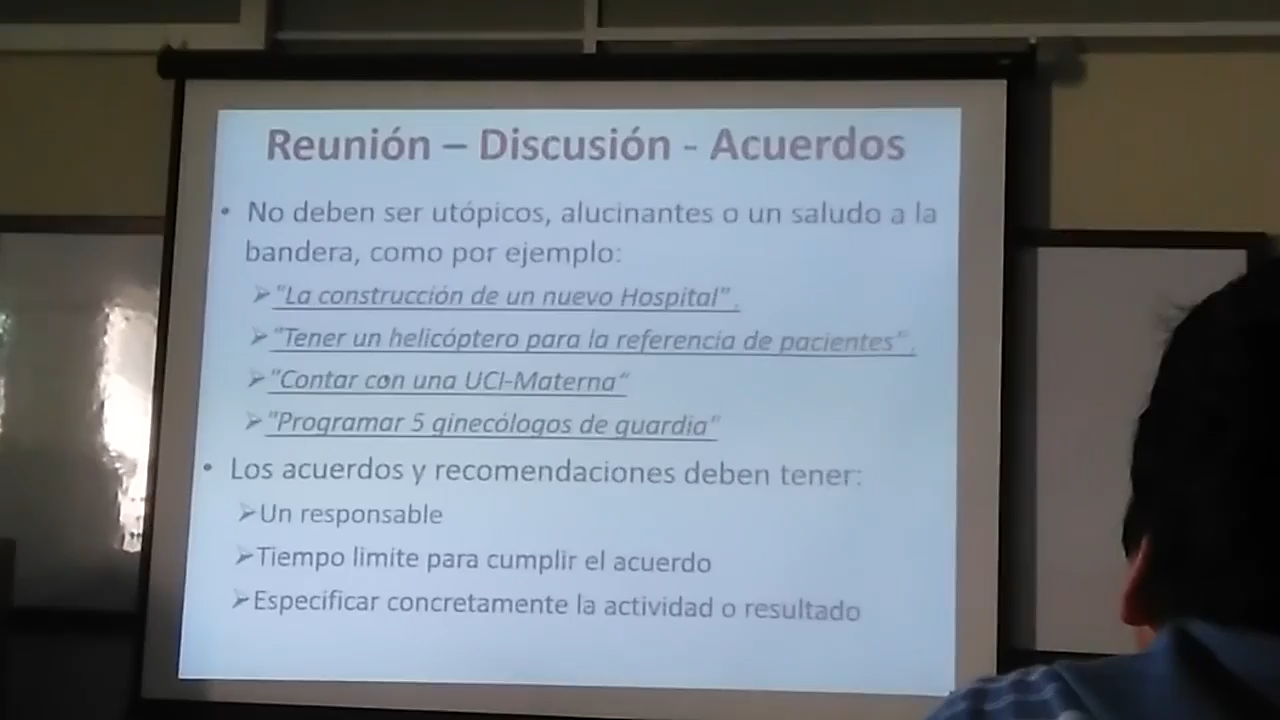 Reunión – Discusión - Acuerdos
• No deben ser utópicos, alucinantes o un saludo a la
bandera, como por ejemplo:
➢"La construcción de un nuevo Hospital".
➢"Tener un helicóptero para la referencia de pacientes".
➢"Contar con una UCI-Materna"
➢"Programar 5 ginecólogos de guardia"
• Los acuerdos y recomendaciones deben tener:
➢Un responsable
➢Tiempo limite para cumplir el acuerdo
➢Especificar concretamente la actividad o resultado